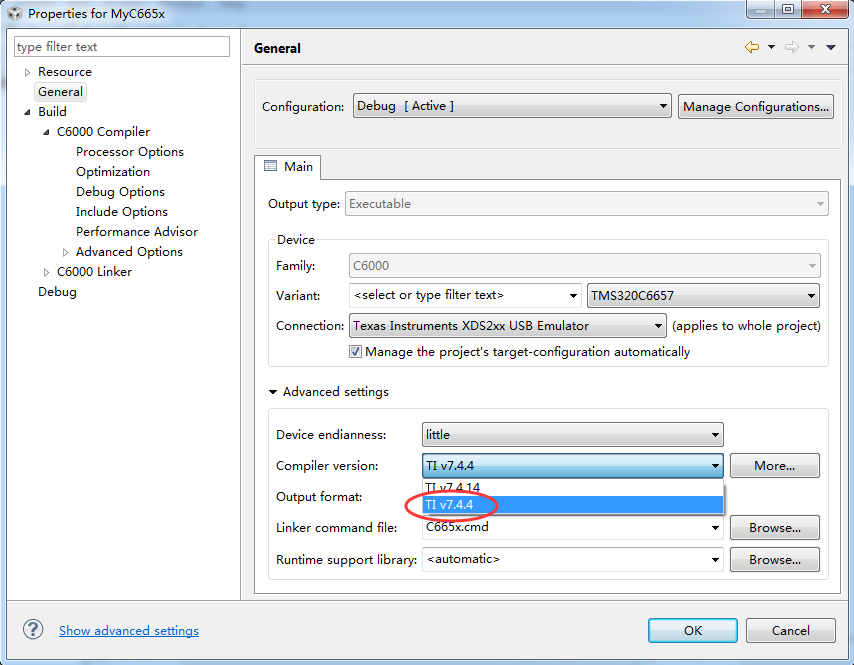 Properties for MyC665x
type filter text
Resource
General
Build
C6000 Compiler
Processor Options
Optimization
Debug Options
Include Options
Performance Advisor
Advanced Options
C6000 Linker
Debug
General
Configuration: Debug [ Active ] Manage Configurations...
Main
Output type: Executable
Device
Family: C6000
Variant: <select or type filter text> TMS320C6657
Connection: Texas Instruments XDS2xx USB Emulator (applies to whole project)
Manage the project's target-configuration automatically
Advanced settings
Device endianness: little
Compiler version: TI v7.4.4 More...
TI v7.4.14
Output format: TI v7.4.4
Linker command file: C665x.cmd Browse...
Runtime support library: <automatic> Browse...
? Show advanced settings OK Cancel